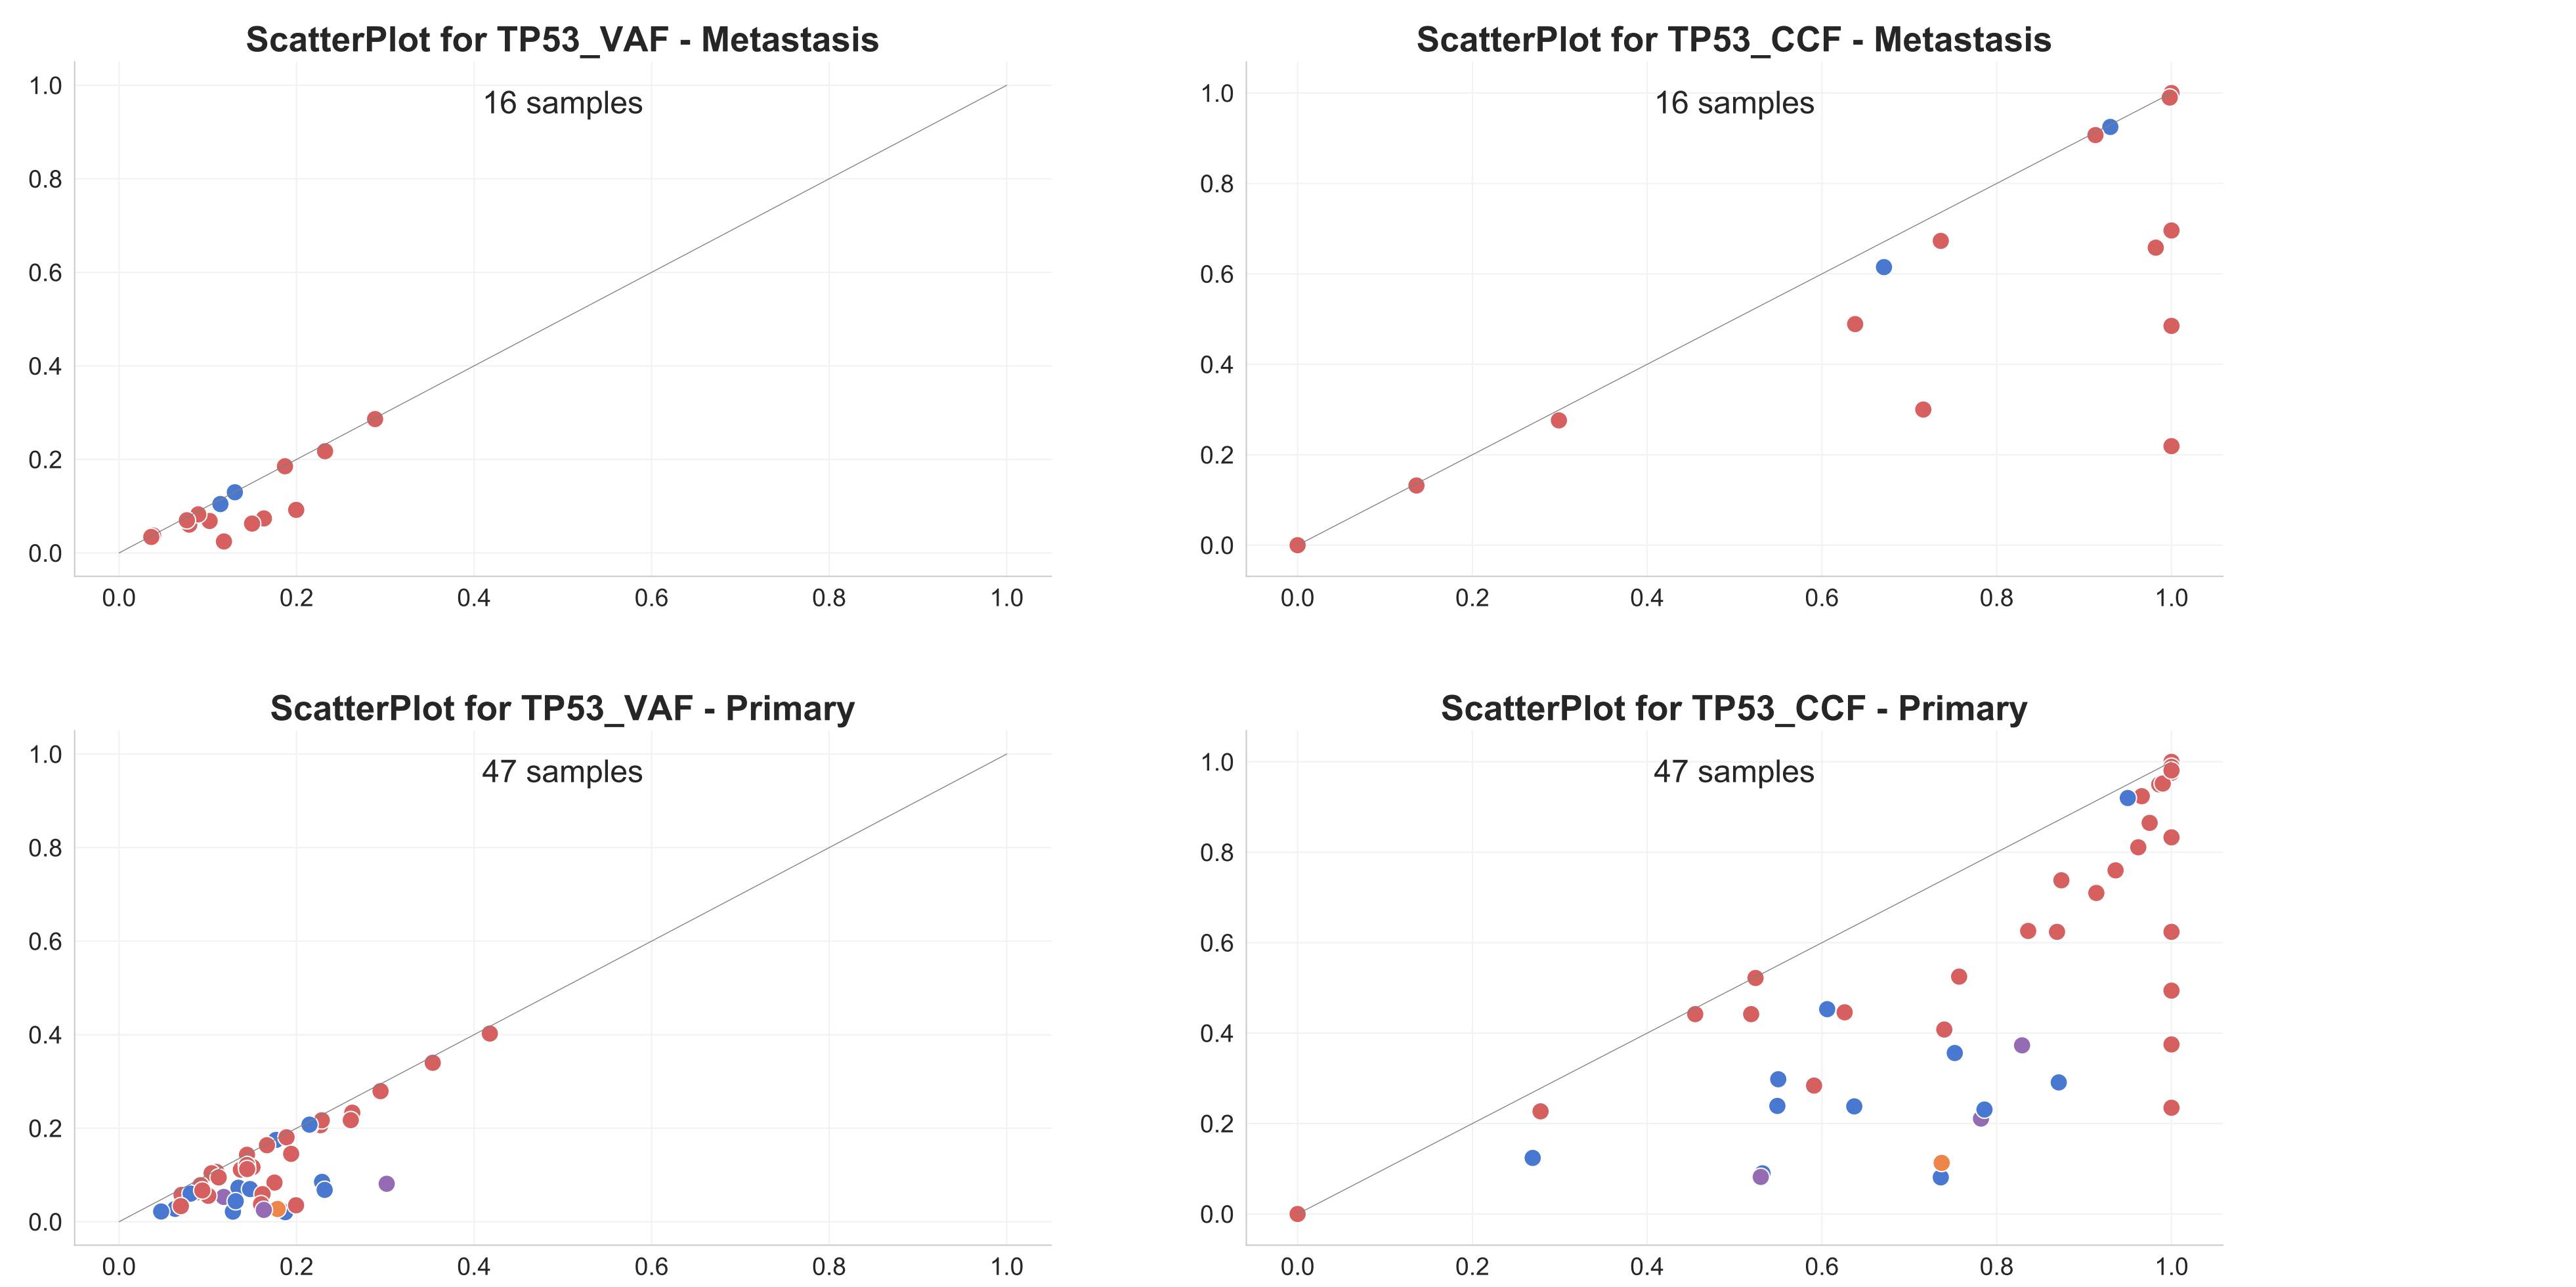 ScatterPlot for TP53_VAF - Metastasis
16 samples
1.0
0.8
0.6
0.4
0.2
0.0
0.0 0.2 0.4 0.6 0.8 1.0
ScatterPlot for TP53_CCF - Metastasis
16 samples
1.0
0.8
0.6
0.4
0.2
0.0
0.0 0.2 0.4 0.6 0.8 1.0
ScatterPlot for TP53_VAF - Primary
47 samples
1.0
0.8
0.6
0.4
0.2
0.0
0.0 0.2 0.4 0.6 0.8 1.0
ScatterPlot for TP53_CCF - Primary
47 samples
1.0
0.8
0.6
0.4
0.2
0.0
0.0 0.2 0.4 0.6 0.8 1.0